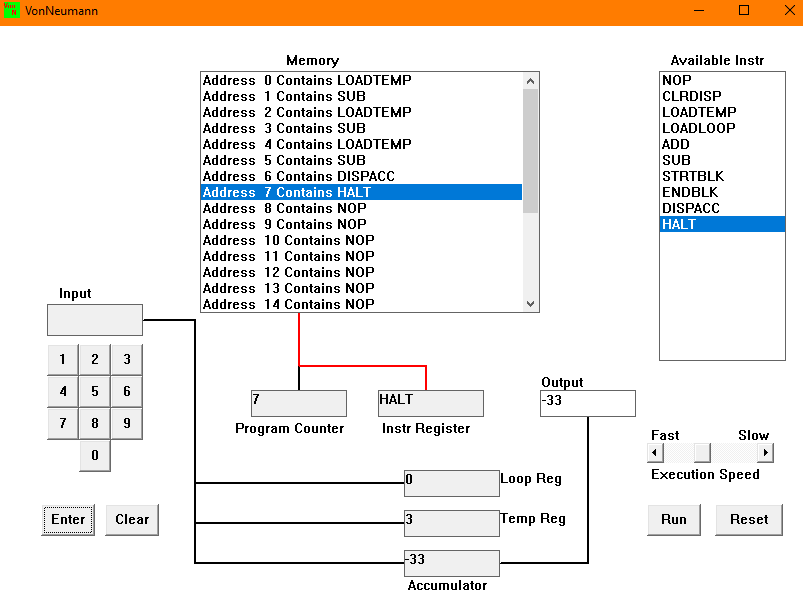 Von N VonNeumann
Memory
Address 0 Contains LOADTEMP
Address 1 Contains SUB
Address 2 Contains LOADTEMP
Address 3 Contains SUB
Address 4 Contains LOADTEMP
Address 5 Contains SUB
Address 6 Contains DISPACC
Address 7 Contains HALT
Address 8 Contains NOP
Address 9 Contains NOP
Address 10 Contains NOP
Address 11 Contains NOP
Address 12 Contains NOP
Address 13 Contains NOP
Address 14 Contains NOP
Available Instr
NOP
CLRDISP
LOADTEMP
LOADLOOP
ADD
SUB
STRTBLK
ENDBLK
DISPACC
HALT
Input
1 2 3
4 5 6
7 8 9
0
Enter Clear
7
Program Counter
HALT
Instr Register
Output
-33
0 Loop Reg
3 Temp Reg
-33
Accumulator
Fast Slow
Execution Speed
Run Reset